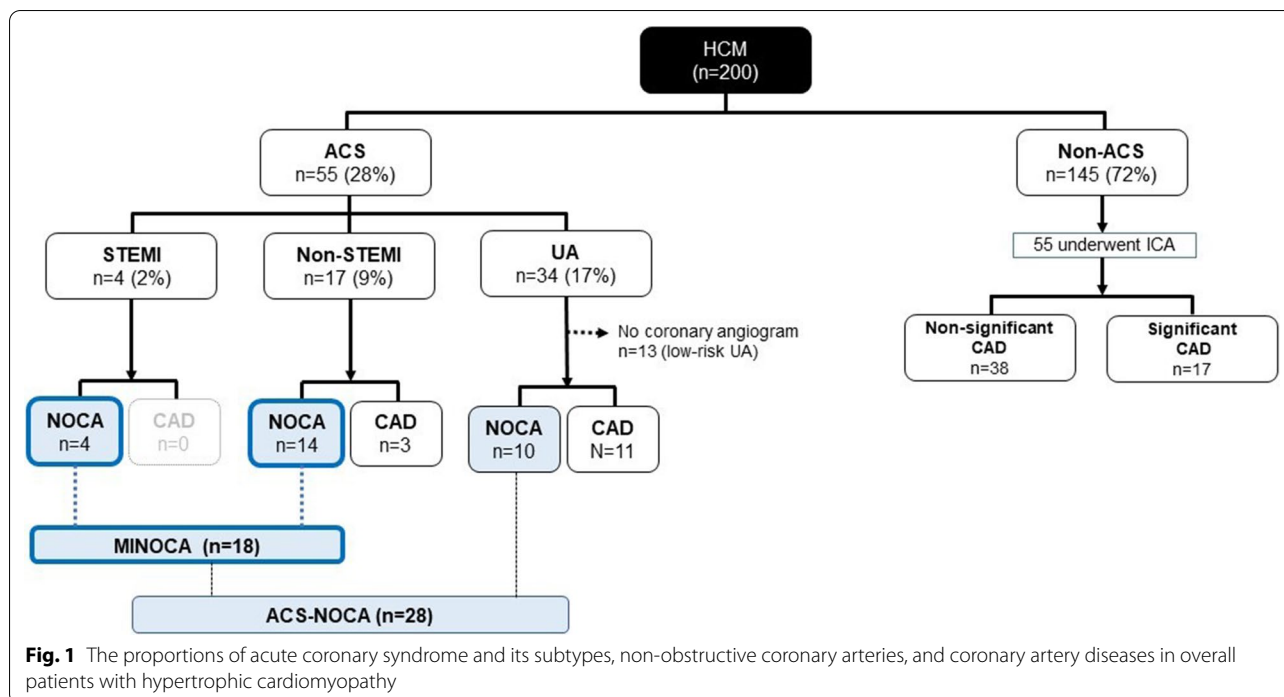 HCM
(n=200)
ACS
n=55 (28%)
Non-ACS
n=145 (72%)
STEMI
n=4 (2%)
Non-STEMI
n=17 (9%)
UA
n=34 (17%)
55 underwent ICA
No coronary angiogram
n=13 (low-risk UA)
Non-significant
CAD
n=38
Significant
CAD
n=17
NOCA
n=4
CAD
n=0
NOCA
n=14
CAD
n=3
NOCA
n=10
CAD
N=11
MINOCA (n=18)
ACS-NOCA (n=28)
Fig. 1 The proportions of acute coronary syndrome and its subtypes, non-obstructive coronary arteries, and coronary artery diseases in overall
patients with hypertrophic cardiomyopathy